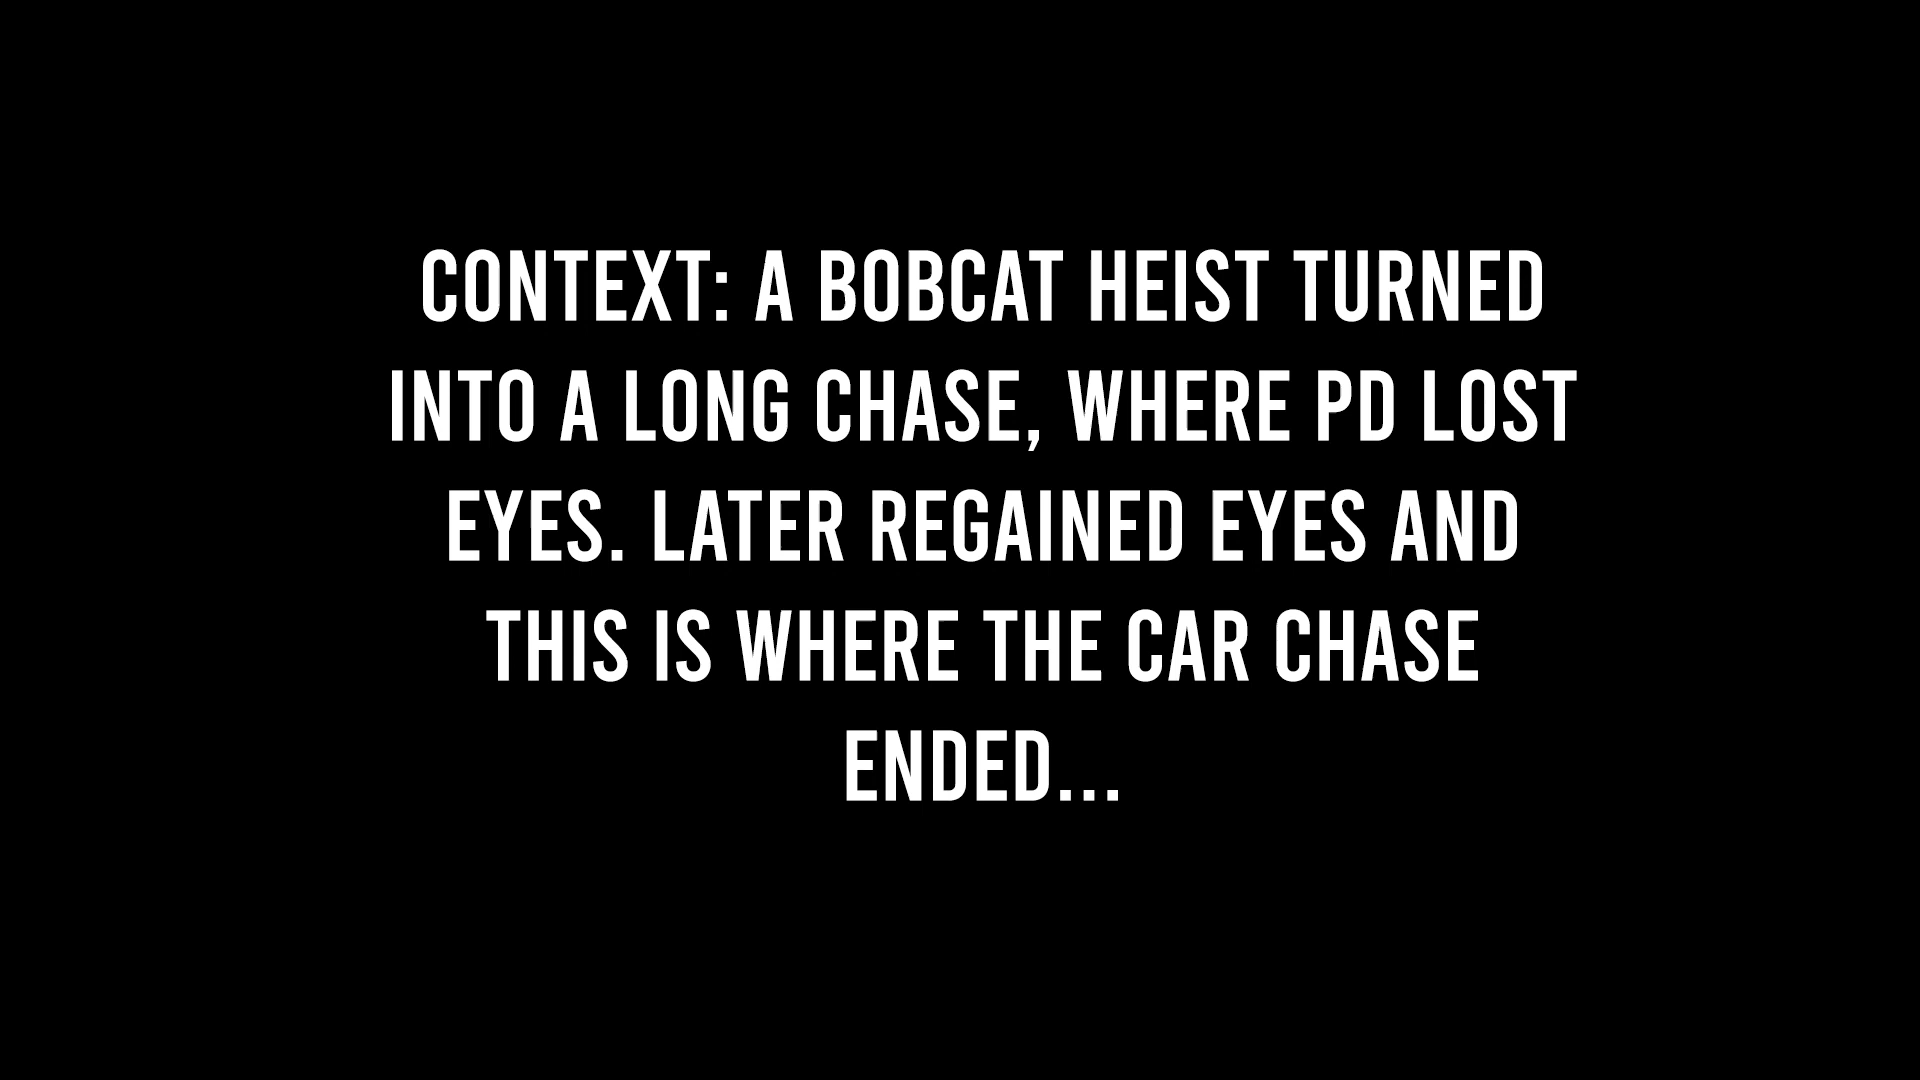 CONTEXT: A BOBCAT HEIST TURNED
INTO A LONG CHASE, WHERE PD LOST
EYES. LATER REGAINED EYES AND
THIS IS WHERE THE CAR CHASE
ENDED...